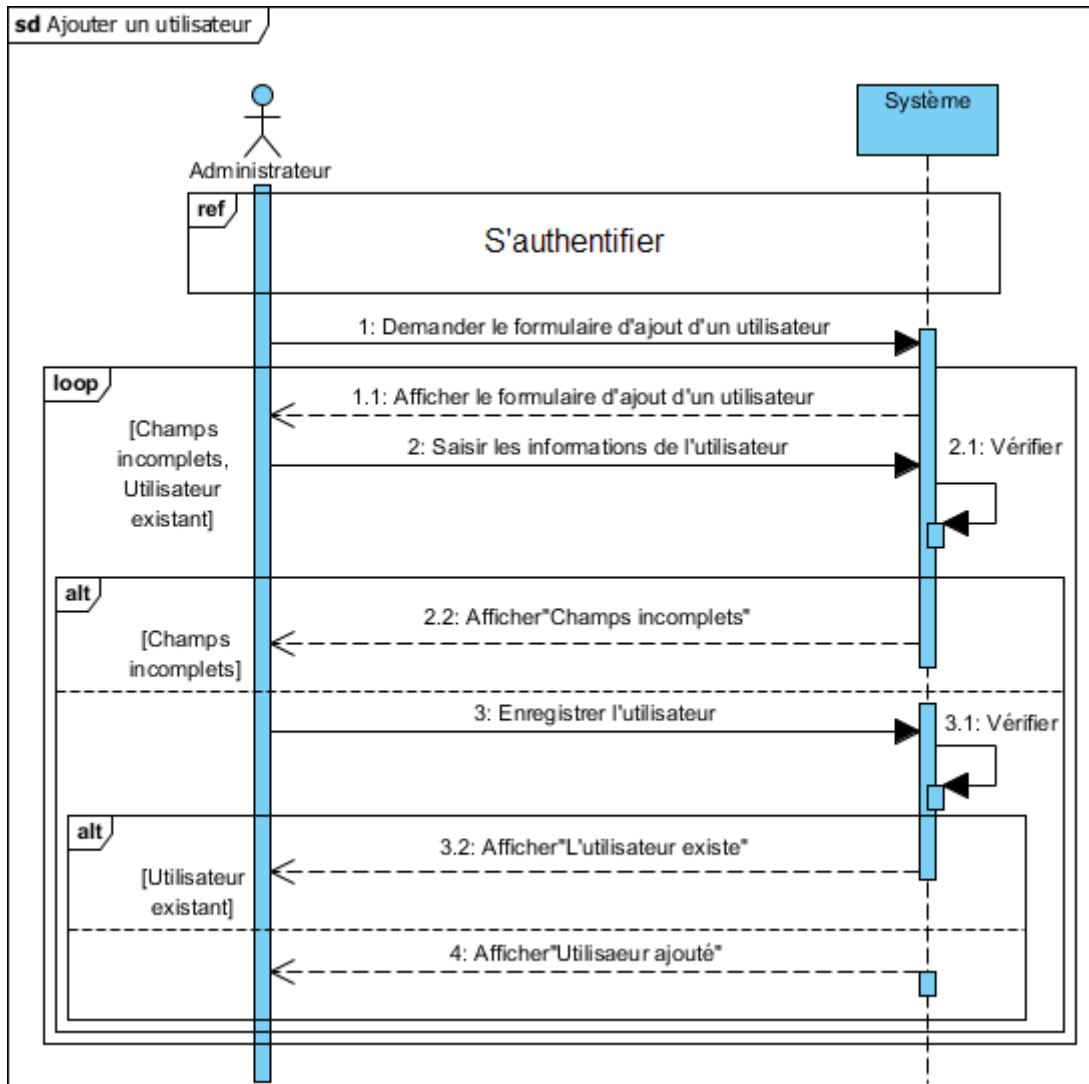 sd Ajouter un utilisateur
Système
Administrateur
ref
S'authentifier
1: Demander le formulaire d'ajout d'un utilisateur
loop
1.1: Afficher le formulaire d'ajout d'un utilisateur
[Champs
incomplets,
Utilisateur
existant]
2: Saisir les informations de l'utilisateur
2.1: Vérifier
alt
2.2: Afficher"Champs incomplets"
[Champs
incomplets]
3: Enregistrer l'utilisateur
3.1: Vérifier
alt
3.2: Afficher"L'utilisateur existe"
[Utilisateur
existant]
4: Afficher"Utilisaeur ajouté"